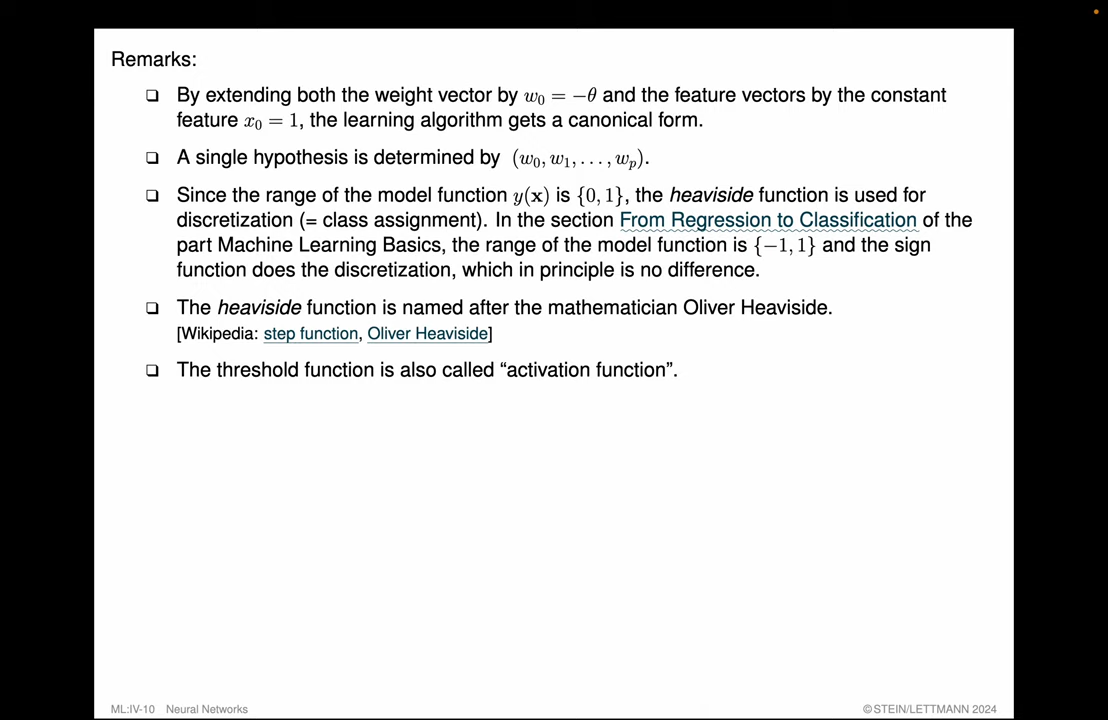 Remarks:
❏ By extending both the weight vector by w₀ = −θ and the feature vectors by the constant
feature x₀ = 1, the learning algorithm gets a canonical form.
❏ A single hypothesis is determined by (w₀, w₁, . . . , wₚ).
❏ Since the range of the model function y(x) is {0, 1}, the heaviside function is used for
discretization (= class assignment). In the section From Regression to Classification of the
part Machine Learning Basics, the range of the model function is {−1, 1} and the sign
function does the discretization, which in principle is no difference.
❏ The heaviside function is named after the mathematician Oliver Heaviside.
[Wikipedia: step function, Oliver Heaviside]
❏ The threshold function is also called “activation function”.
ML:IV-10 Neural Networks
©STEIN/LETTMANN 2024